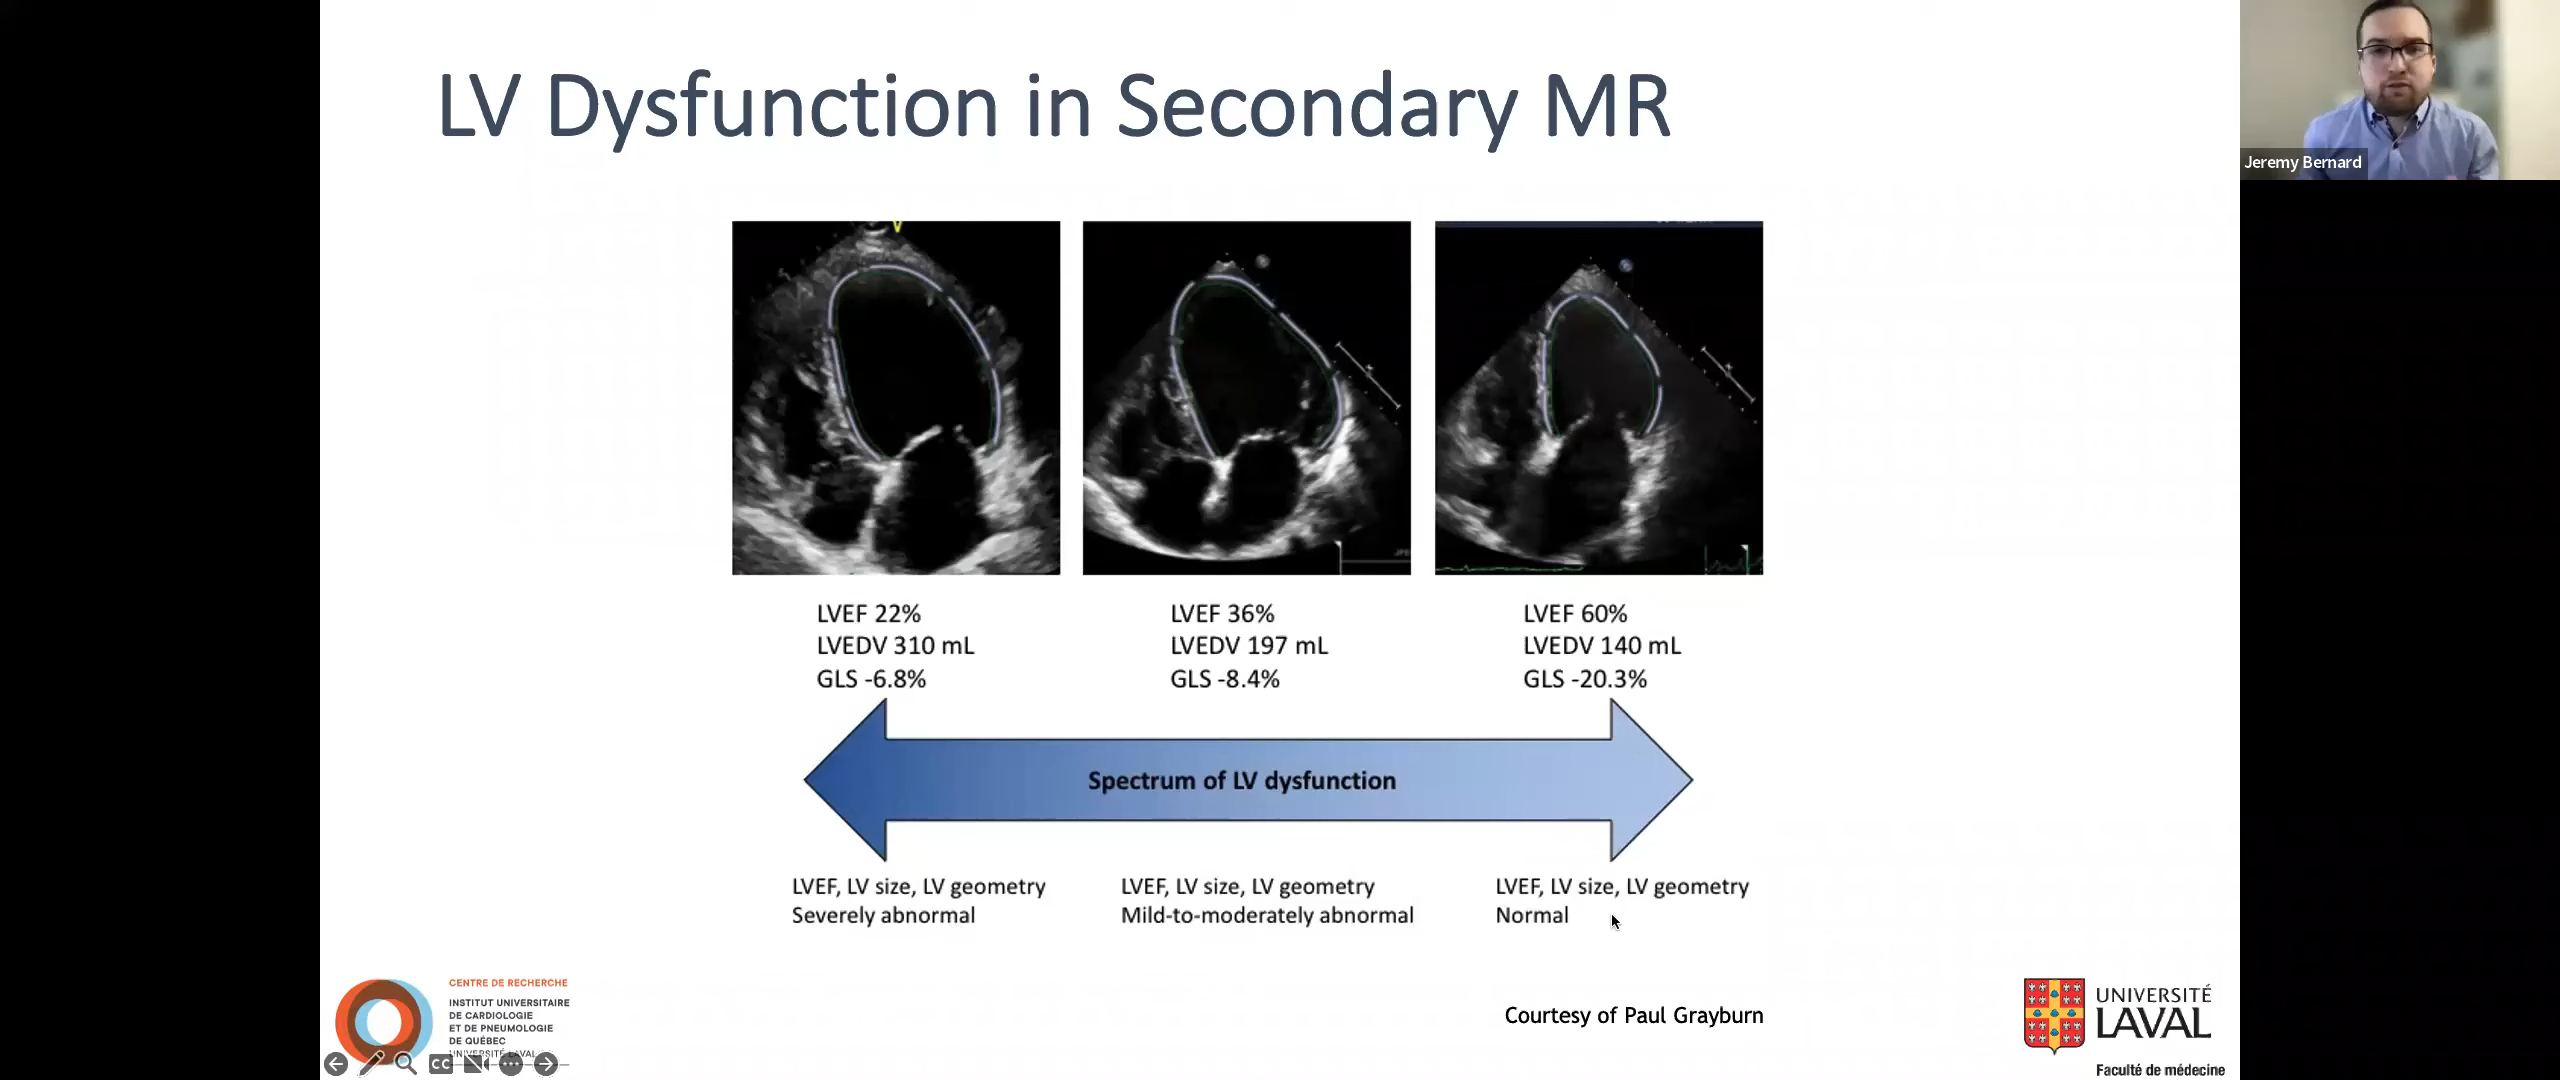 LV Dysfunction in Secondary MR
Jeremy Bernard
V
LVEF 22%
LVEDV 310 mL
GLS -6.8%
LVEF 36%
LVEDV 197 mL
GLS -8.4%
LVEF 60%
LVEDV 140 mL
GLS -20.3%
Spectrum of LV dysfunction
LVEF, LV size, LV geometry
Severely abnormal
LVEF, LV size, LV geometry
Mild-to-moderately abnormal
LVEF, LV size, LV geometry
Normal
CENTRE DE RECHERCHE
INSTITUT UNIVERSITAIRE
DE CARDIOLOGIE
ET DE PNEUMOLOGIE
DE QUÉBEC
UNIVERSITÉ LAVAL
CC
Courtesy of Paul Grayburn
UNIVERSITÉ
LAVAL
Faculté de médecine